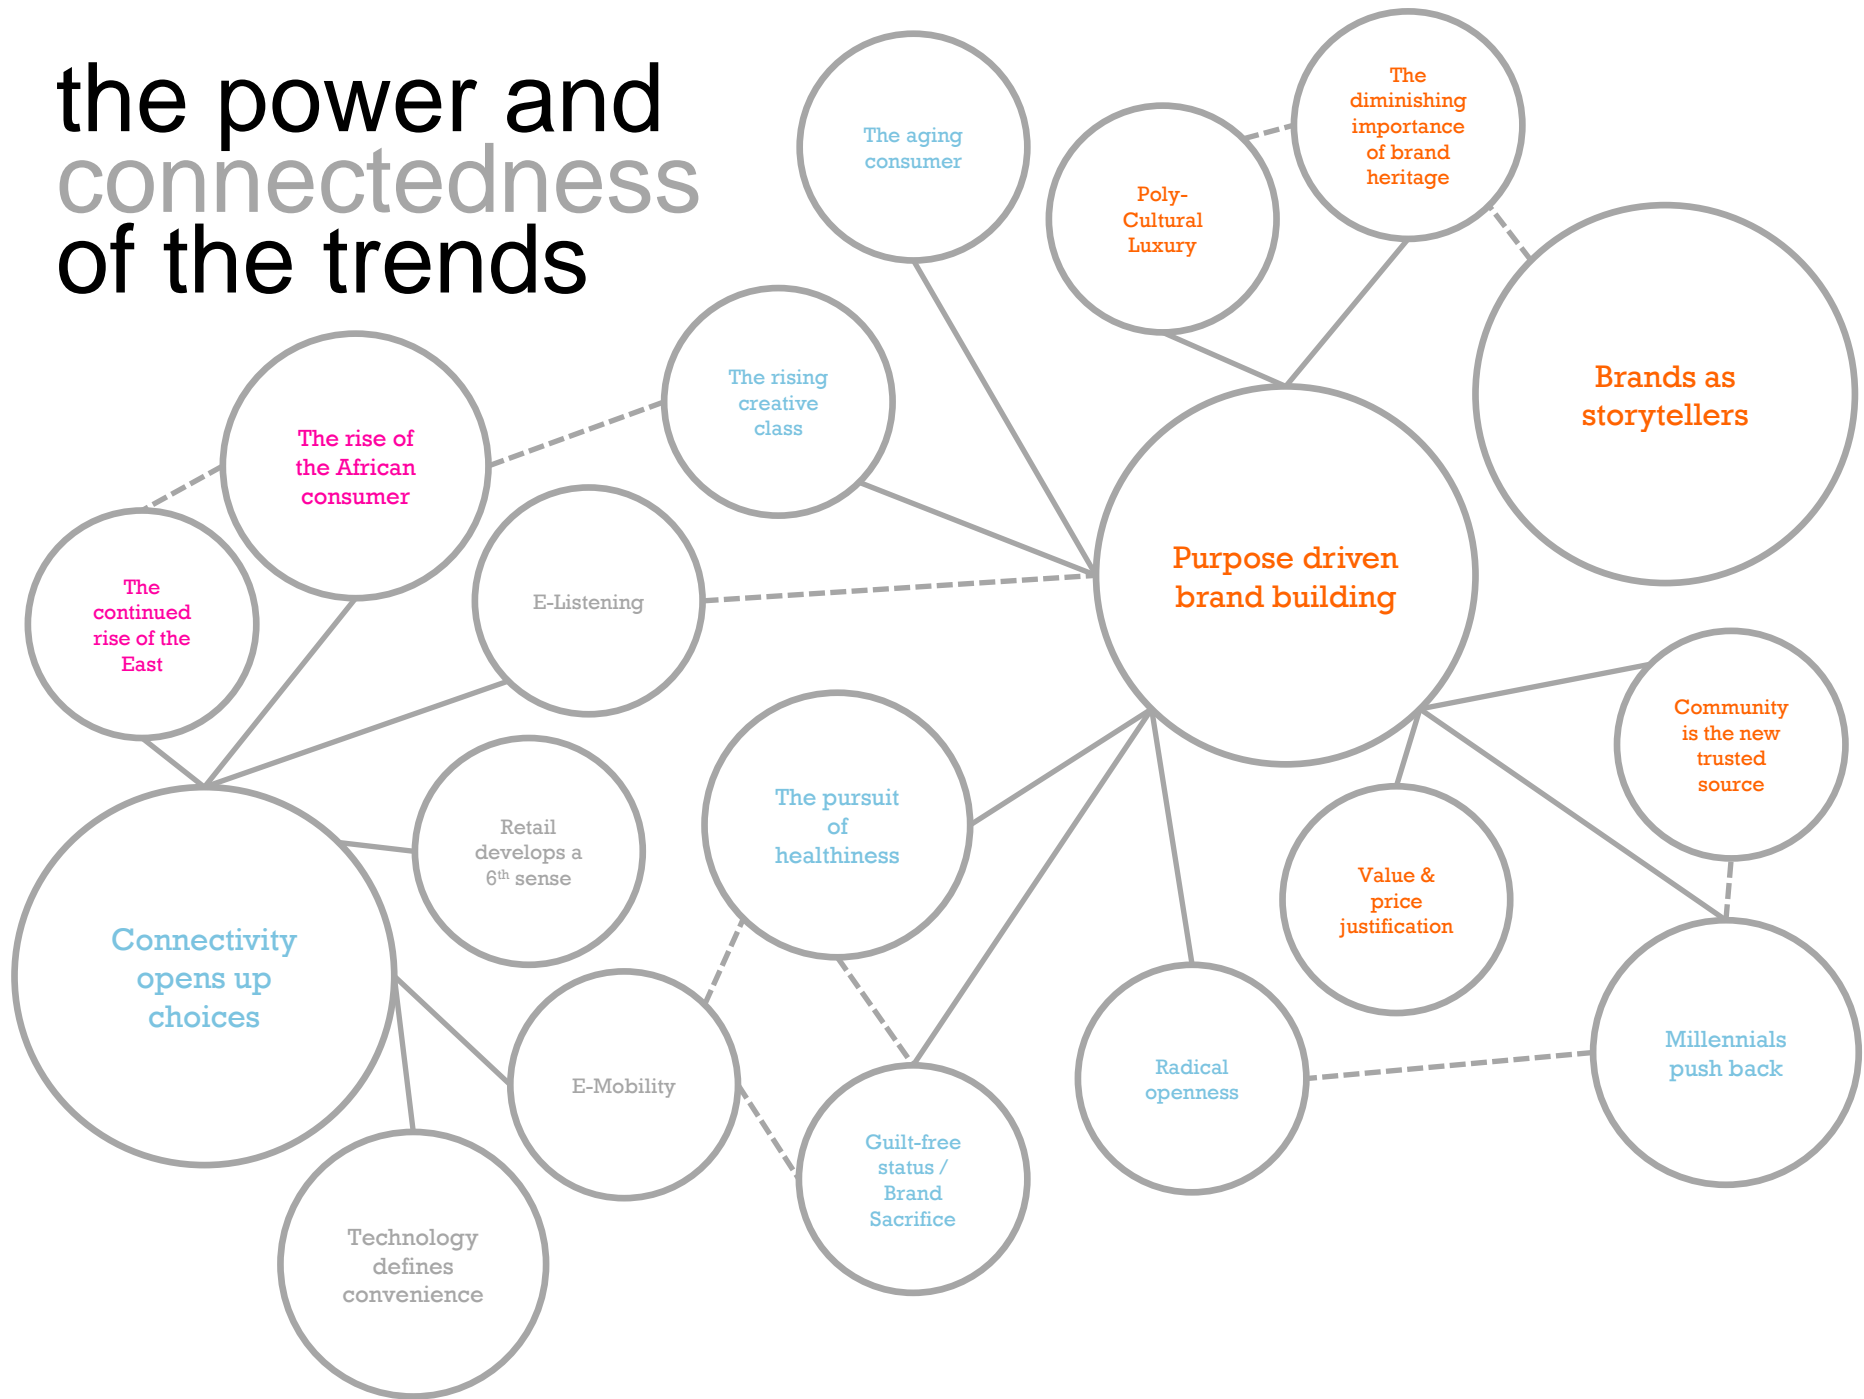 the power and
connectedness
of the trends
The aging
consumer
Poly-
Cultural
Luxury
The
diminishing
importance
of brand
heritage
Brands as
storytellers
The rising
creative
class
The rise of
the African
consumer
The
continued
rise of the
East
E-Listening
Purpose driven
brand building
Community
is the new
trusted
source
Retail
develops a
6th sense
The pursuit
of
healthiness
Value &
price
justification
Connectivity
opens up
choices
E-Mobility
Radical
openness
Millennials
push back
Guilt-free
status /
Brand
Sacrifice
Technology
defines
convenience